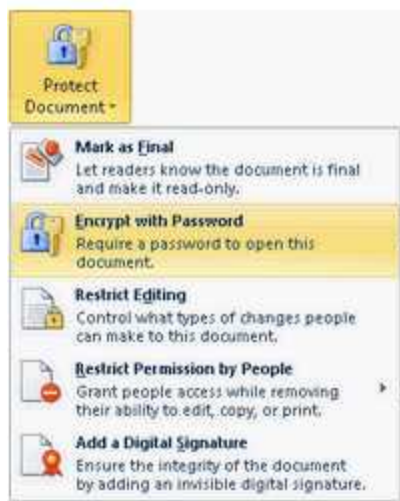 Protect
Document
Mark as Final
Let readers know the document is final
and make it read-only.
Encrypt with Password
Require a password to open this
document.
Restrict Editing
Control what types of changes people
can make to this document.
Restrict Permission by People
Grant people access while removing
their ability to edit, copy, or print.
Add a Digital Signature
Ensure the integrity of the document
by adding an invisible digital signature.